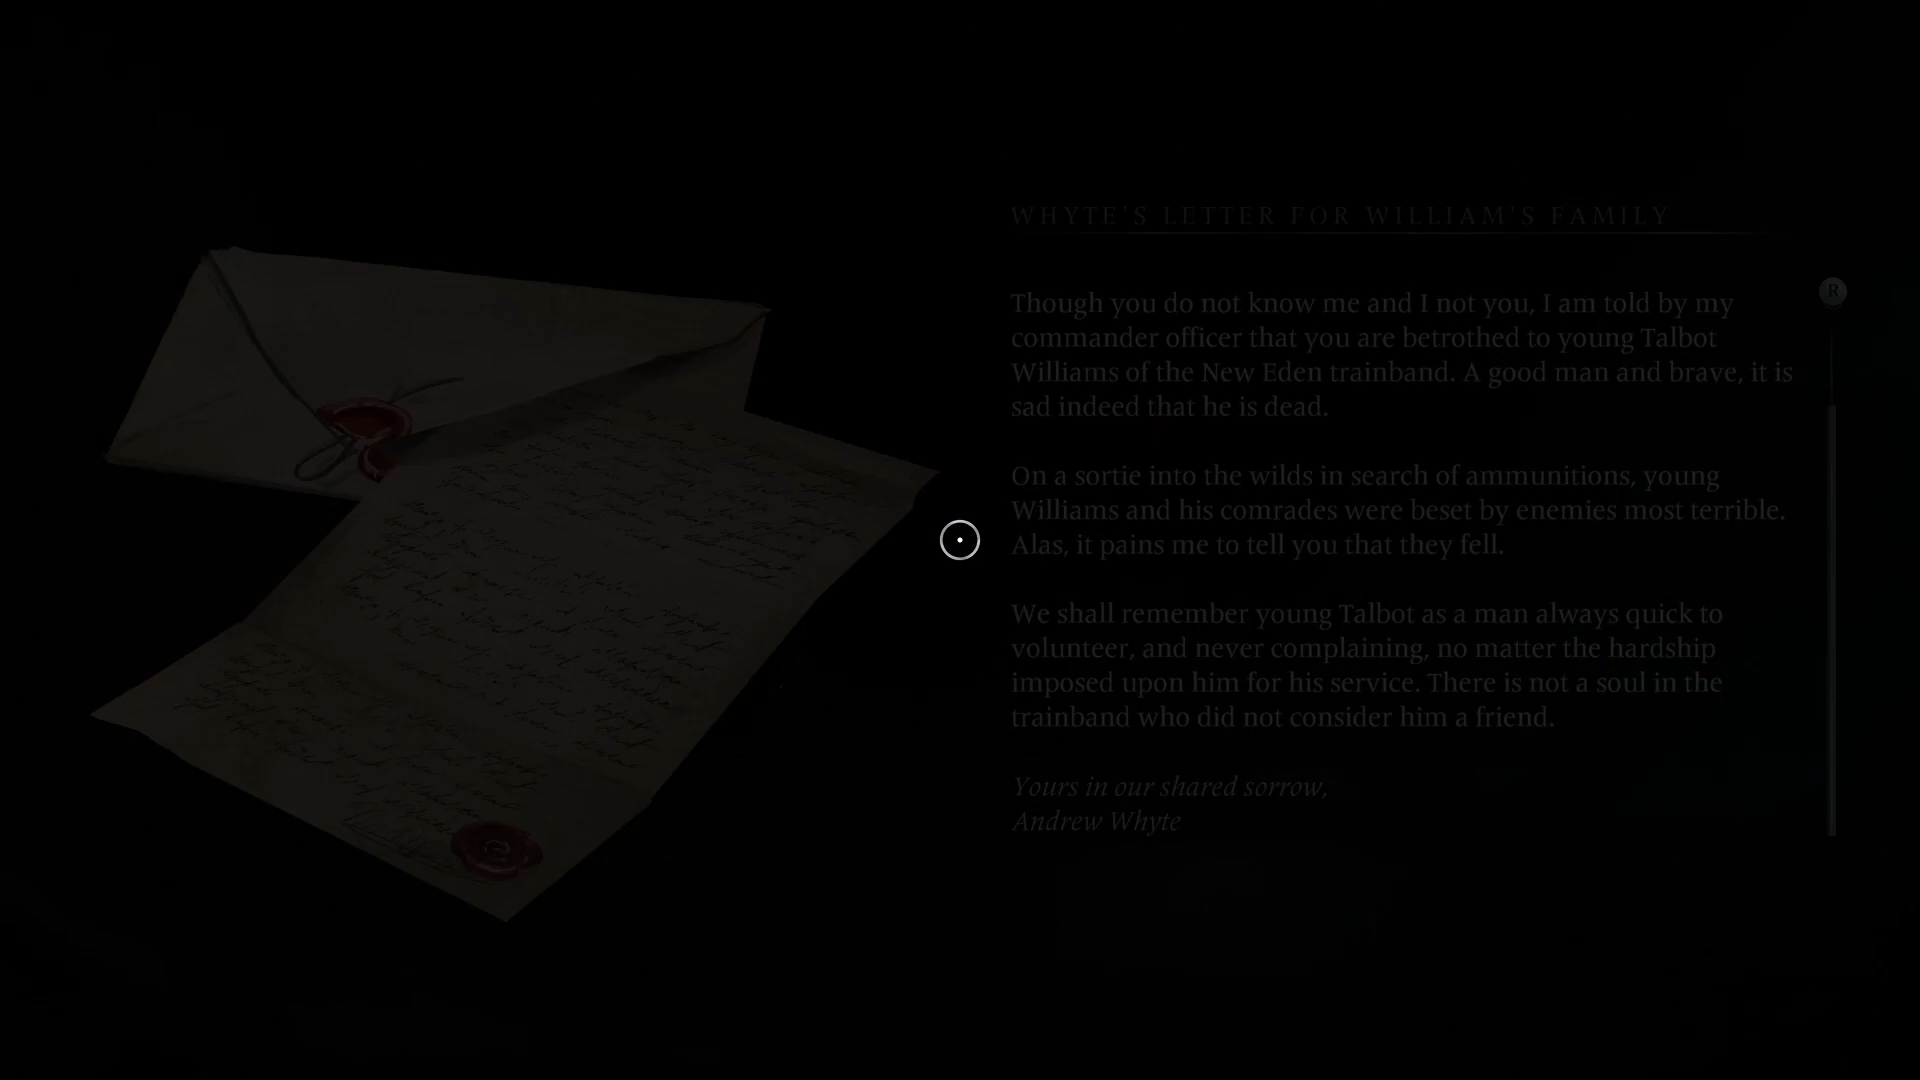 WHYTE'S LETTER FOR WILLIAM'S FAMILY
R
Though you do not know me and I not you, I am told by my
commander officer that you are betrothed to young Talbot
Williams of the New Eden trainband. A good man and brave, it is
sad indeed that he is dead.
On a sortie into the wilds in search of ammunitions, young
Williams and his comrades were beset by enemies most terrible.
Alas, it pains me to tell you that they fell.
We shall remember young Talbot as a man always quick to
volunteer, and never complaining, no matter the hardship
imposed upon him for his service. There is not a soul in the
trainband who did not consider him a friend.
Yours in our shared sorrow,
Andrew Whyte